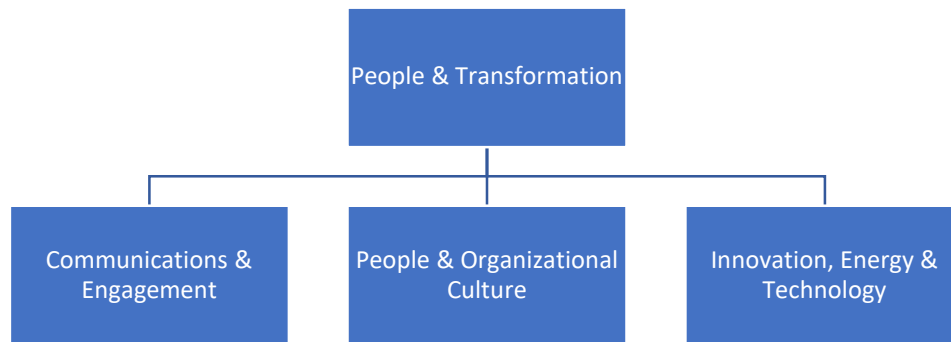 People & Transformation
Communications &
Engagement
People & Organizational
Culture
Innovation, Energy &
Technology